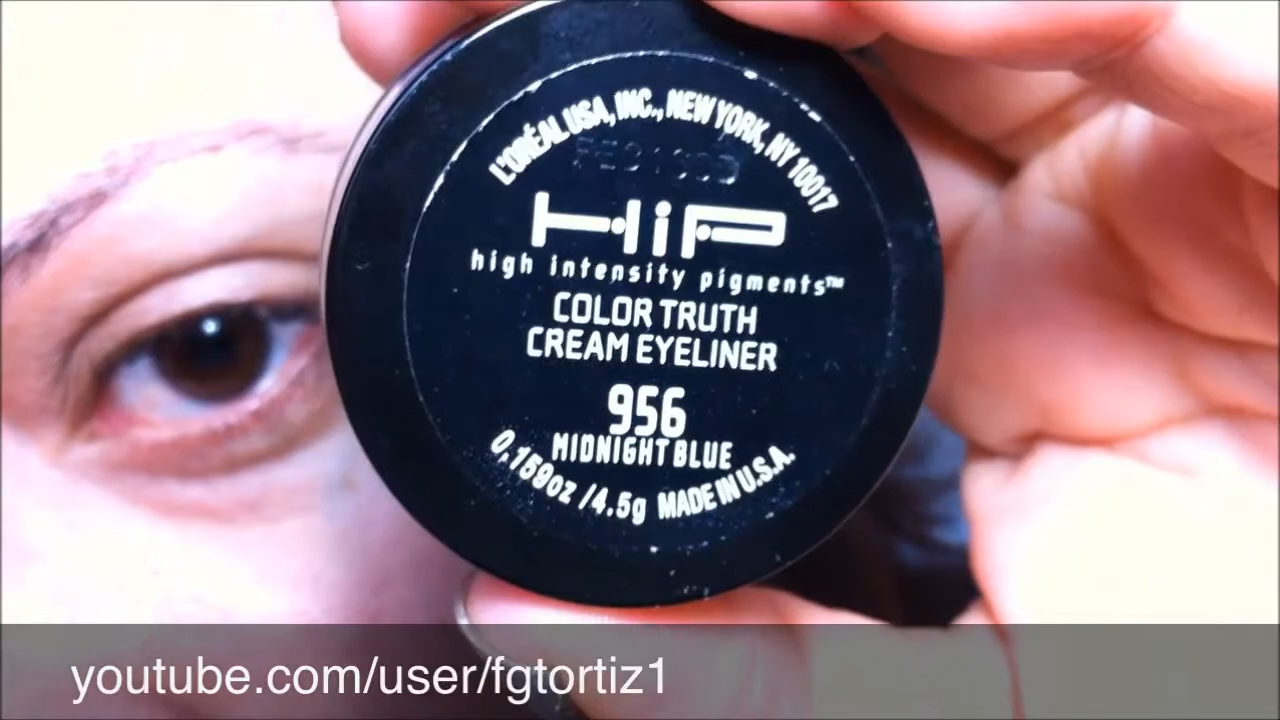 L'ORÉAL USA, INC., NEW YORK, NY 10017
HiP
high intensity pigments™
COLOR TRUTH
CREAM EYELINER
956
MIDNIGHT BLUE
0.159oz /4.5g MADE IN U.S.A.
youtube.com/user/fgtortiz1